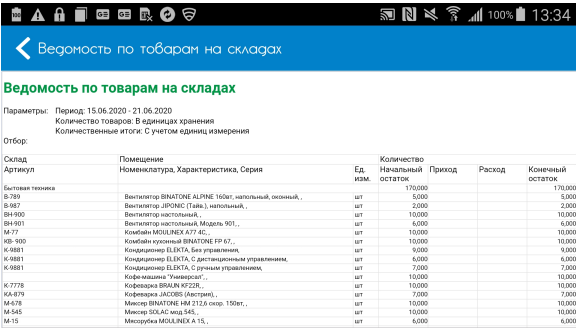 100% 13:34
Ведомость по товарам на складах
Ведомость по товарам на складах
Параметры: Период: 15.06.2020 - 21.06.2020
Количество товаров: В единицах хранения
Количественные итоги: С учетом единиц измерения
Отбор:
Склад Помещение Количество
Артикул Номенклатура, Характеристика, Серия Ед. изм. Начальный остаток Приход Расход Конечный остаток
Бытовая техника 170,000 170,000
В-789 Вентилятор BINATONE ALPINE 160вт, напольный, оконный, , шт 5,000 5,000
В-987 Вентилятор JIPONIC (Тайв.), напольный, , шт 2,000 2,000
ВН-900 Вентилятор настольный, , шт 10,000 10,000
ВН-901 Вентилятор настольный, Модель 901, , шт 6,000 6,000
М-77 Комбайн MOULINEX A77 4C, , шт 10,000 10,000
КВ- 900 Комбайн кухонный BINATONE FP 67, , шт 10,000 10,000
К-9881 Кондиционер ELEKTA, Без управления, шт 9,000 9,000
К-9881 Кондиционер ELEKTA, С дистанционным управлением, шт 6,000 6,000
К-9881 Кондиционер ELEKTA, С ручным управлением, шт 7,000 7,000
Кофе-машина "Универсал", , шт 10,000 10,000
К-7778 Кофеварка BRAUN KF22R, , шт 10,000 10,000
КА-879 Кофеварка JACOBS (Австрия), , шт 7,000 7,000
М-678 Миксер BINATONE HM 212,6 скор. 150вт, , шт 10,000 10,000
М-545 Миксер SOLAC мод.545, , шт 10,000 10,000
М-15 Мясорубка MOULINEX A 15, , шт 6,000 6,000